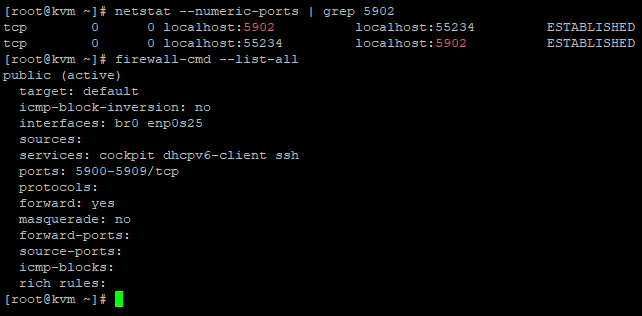 [root@kvm ~]# netstat --numeric-ports | grep 5902
tcp        0      0 localhost:5902          localhost:55234         ESTABLISHED
tcp        0      0 localhost:55234         localhost:5902          ESTABLISHED
[root@kvm ~]# firewall-cmd --list-all
public (active)
  target: default
  icmp-block-inversion: no
  interfaces: br0 enp0s25
  sources:
  services: cockpit dhcpv6-client ssh
  ports: 5900-5909/tcp
  protocols:
  forward: yes
  masquerade: no
  forward-ports:
  source-ports:
  icmp-blocks:
  rich rules:
[root@kvm ~]#